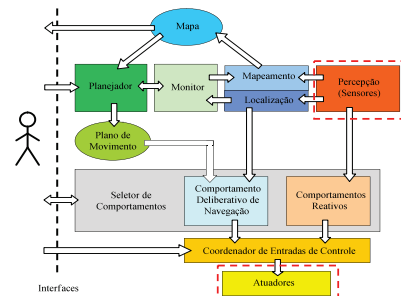 Mapa
Planejador
Monitor
Mapeamento
Localização
Percepção
(Sensores)
Plano de
Movimento
Seletor de
Comportamentos
Comportamento
Deliberativo de
Navegação
Comportamentos
Reativos
Coordenador de Entradas de Controle
Atuadores
Interfaces